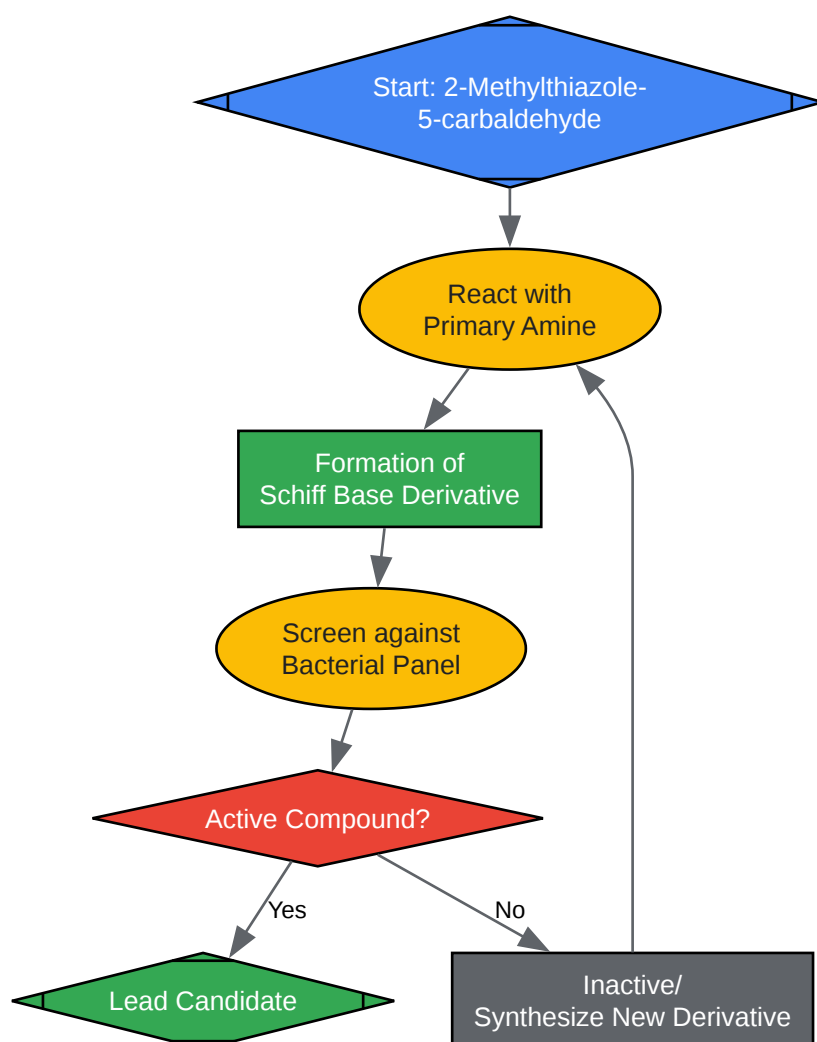 Start: 2-Methylthiazole-
5-carbaldehyde
React with
Primary Amine
Formation of
Schiff Base Derivative
Screen against
Bacterial Panel
Active Compound?
Yes
No
Lead Candidate
Inactive/
Synthesize New Derivative